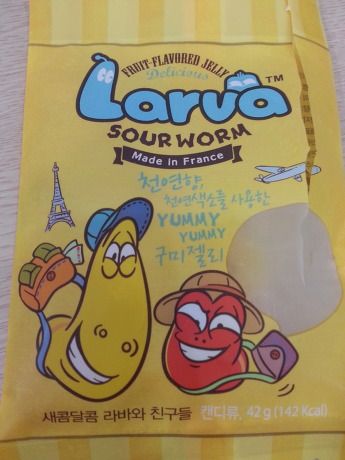 FRUIT-FLAVORED JELLY
Delicious
Larva™
SOUR WORM
Made in France
천연향,
천연색소를 사용한
YUMMY
YUMMY
구미젤리
새콤달콤 라바와 친구들 캔디류, 42g (142 Kcal)